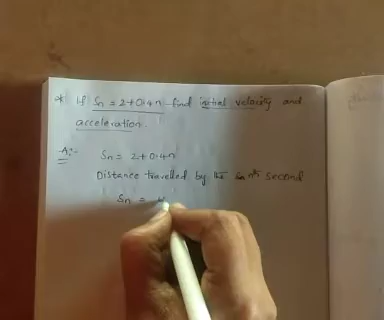 * If Sn = 2+0.4n find initial velocity and
acceleration.
A:- Sn = 2+0.4n
Distance travelled by the nth second
Sn = u